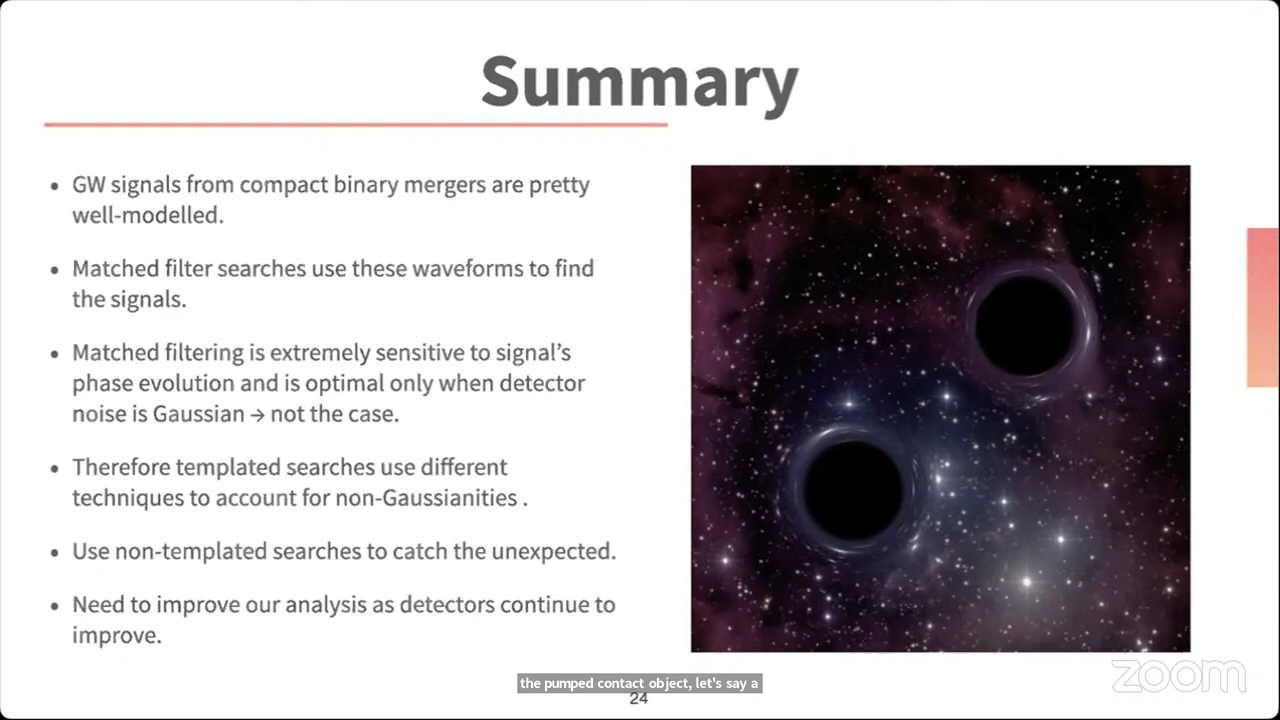 Summary
• GW signals from compact binary mergers are pretty
well-modelled.
• Matched filter searches use these waveforms to find
the signals.
• Matched filtering is extremely sensitive to signal's
phase evolution and is optimal only when detector
noise is Gaussian → not the case.
• Therefore templated searches use different
techniques to account for non-Gaussianities .
• Use non-templated searches to catch the unexpected.
• Need to improve our analysis as detectors continue to
improve.
the pumped contact object, let's say a
24
zoom